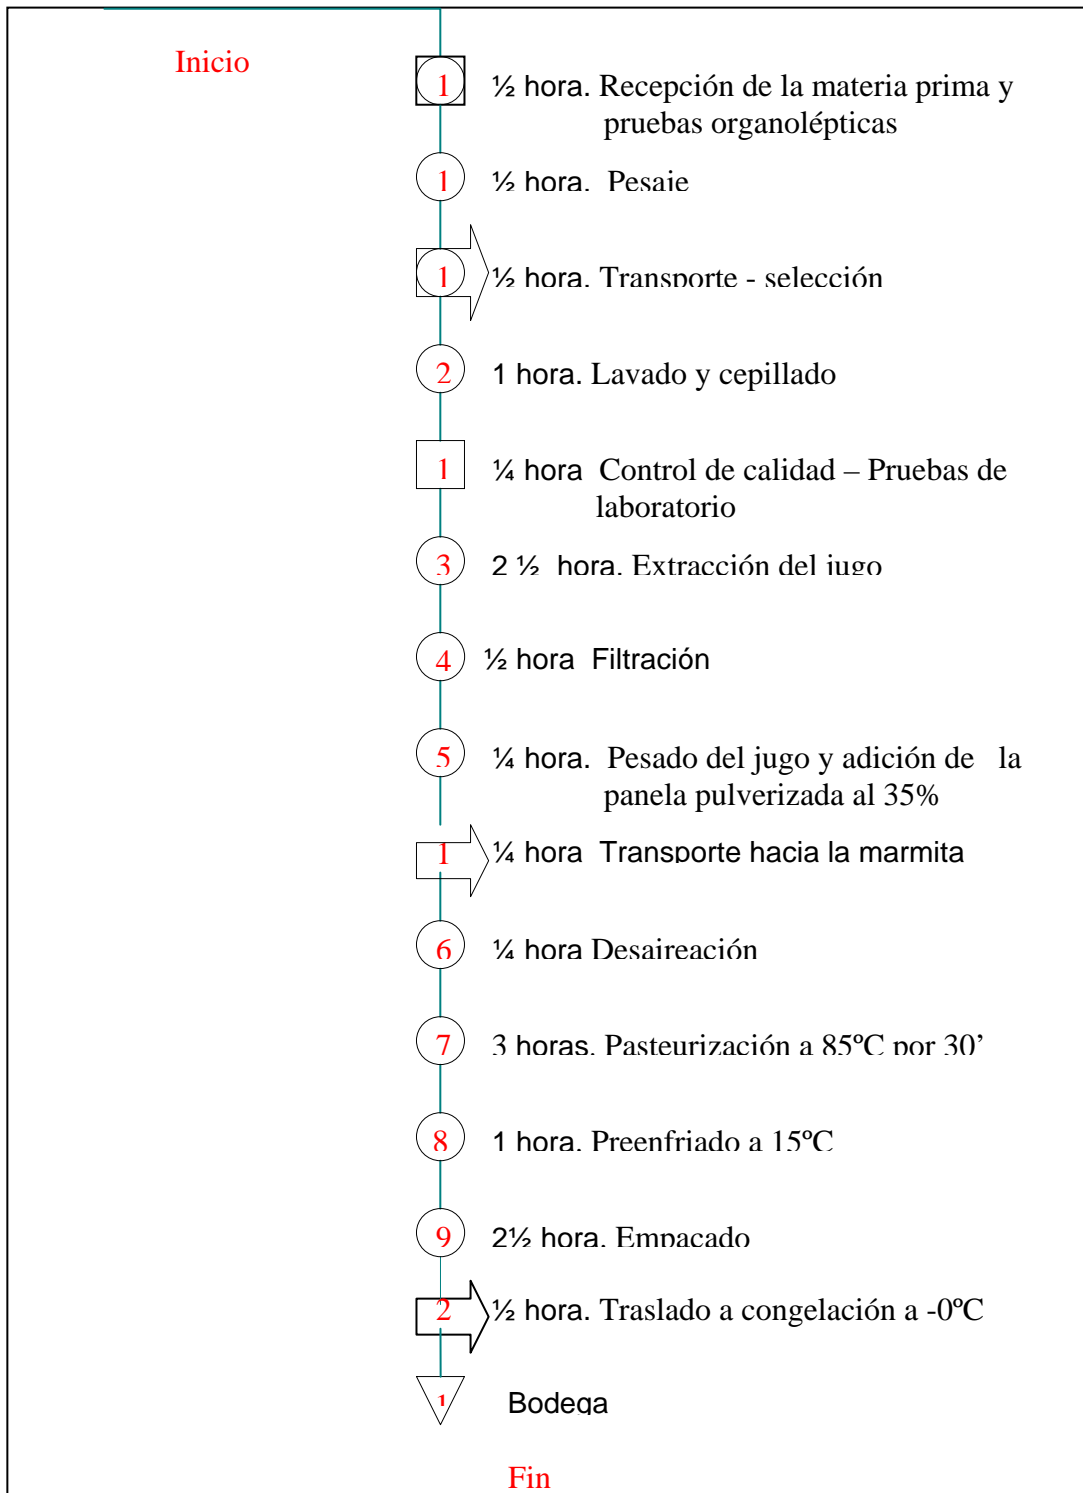 Inicio
1 ½ hora. Recepción de la materia prima y
pruebas organolépticas
1 ½ hora. Pesaje
1 ½ hora. Transporte - selección
2 1 hora. Lavado y cepillado
1 ¼ hora Control de calidad – Pruebas de
laboratorio
3 2 ½ hora. Extracción del jugo
4 ½ hora Filtración
5 ¼ hora. Pesado del jugo y adición de la
panela pulverizada al 35%
1 ¼ hora Transporte hacia la marmita
6 ¼ hora Desaireación
7 3 horas. Pasteurización a 85ºC por 30’
8 1 hora. Preenfriado a 15ºC
9 2½ hora. Empacado
2 ½ hora. Traslado a congelación a -0ºC
1 Bodega
Fin